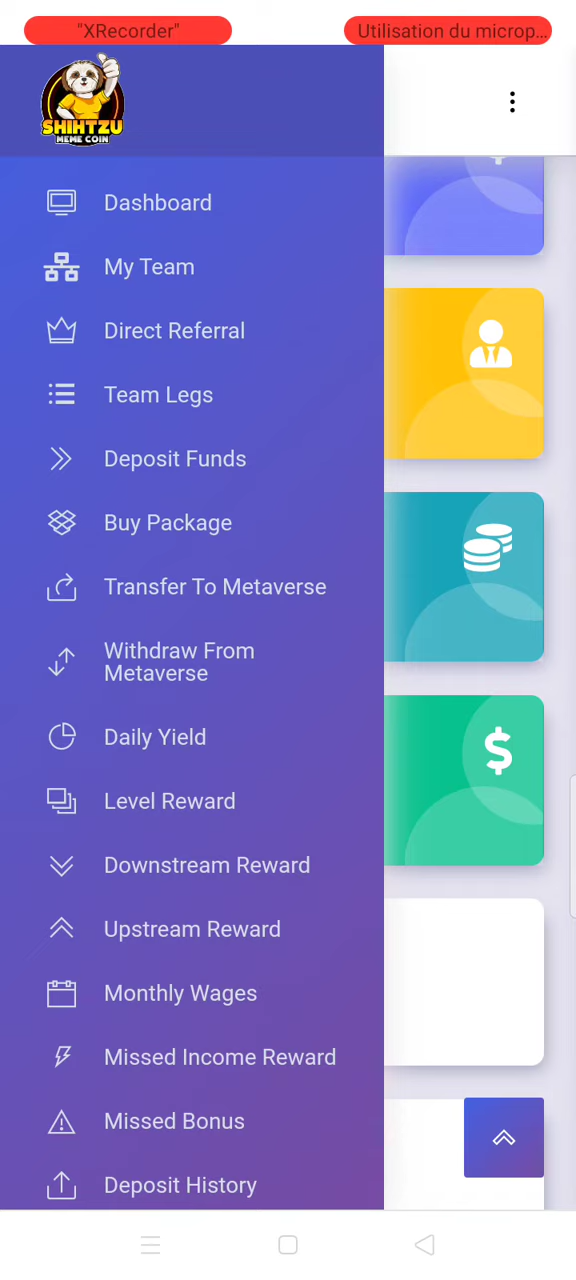 "XRecorder"
Utilisation du microp...
SHIHTZU
MEME COIN
Dashboard
My Team
Direct Referral
Team Legs
Deposit Funds
Buy Package
Transfer To Metaverse
Withdraw From
Metaverse
Daily Yield
Level Reward
Downstream Reward
Upstream Reward
Monthly Wages
Missed Income Reward
Missed Bonus
Deposit History